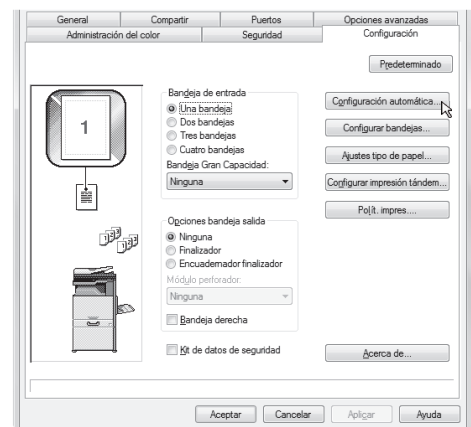 General Compartir Puertos Opciones avanzadas
Administración del color Seguridad Configuración
Predeterminado
1
Bandeja de entrada
Una bandeja
Dos bandejas
Tres bandejas
Cuatro bandejas
Bandeja Gran Capacidad:
Ninguna
Configuración automática...
Configurar bandejas...
Ajustes tipo de papel...
Configurar impresión tándem...
Polít. impres....
123
123
Opciones bandeja salida
Ninguna
Finalizador
Encuadernador finalizador
Módulo perforador:
Ninguna
Bandeja derecha
Kit de datos de seguridad
Acerca de...
Aceptar Cancelar Aplicar Ayuda